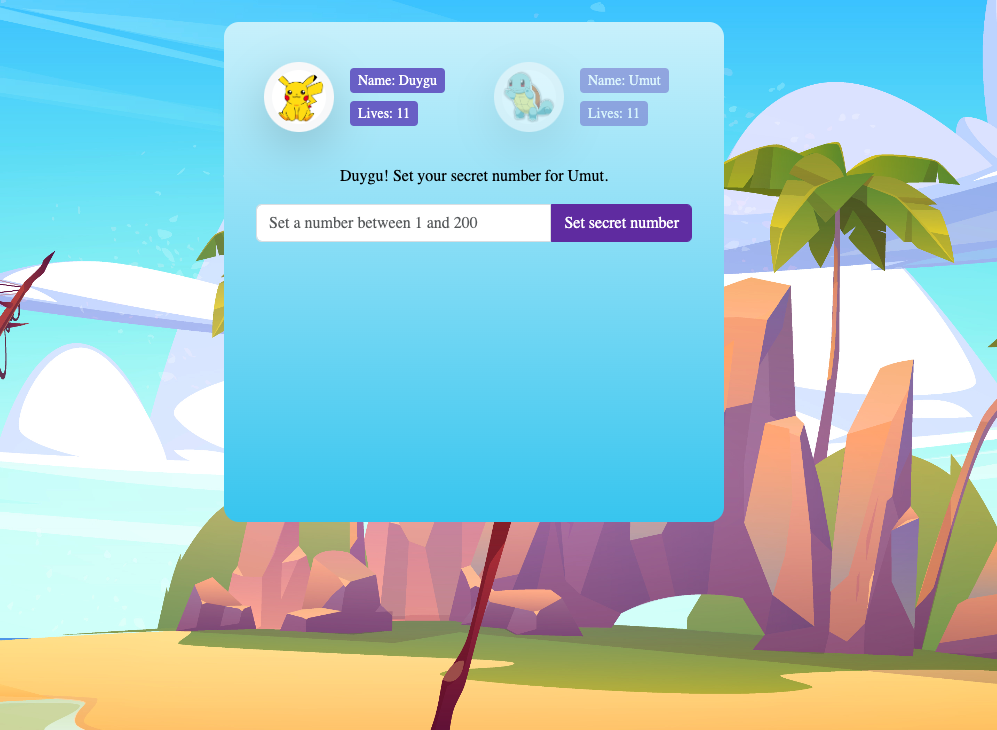 Name: Duygu
Lives: 11
Name: Umut
Lives: 11
Duygu! Set your secret number for Umut.
Set a number between 1 and 200
Set secret number